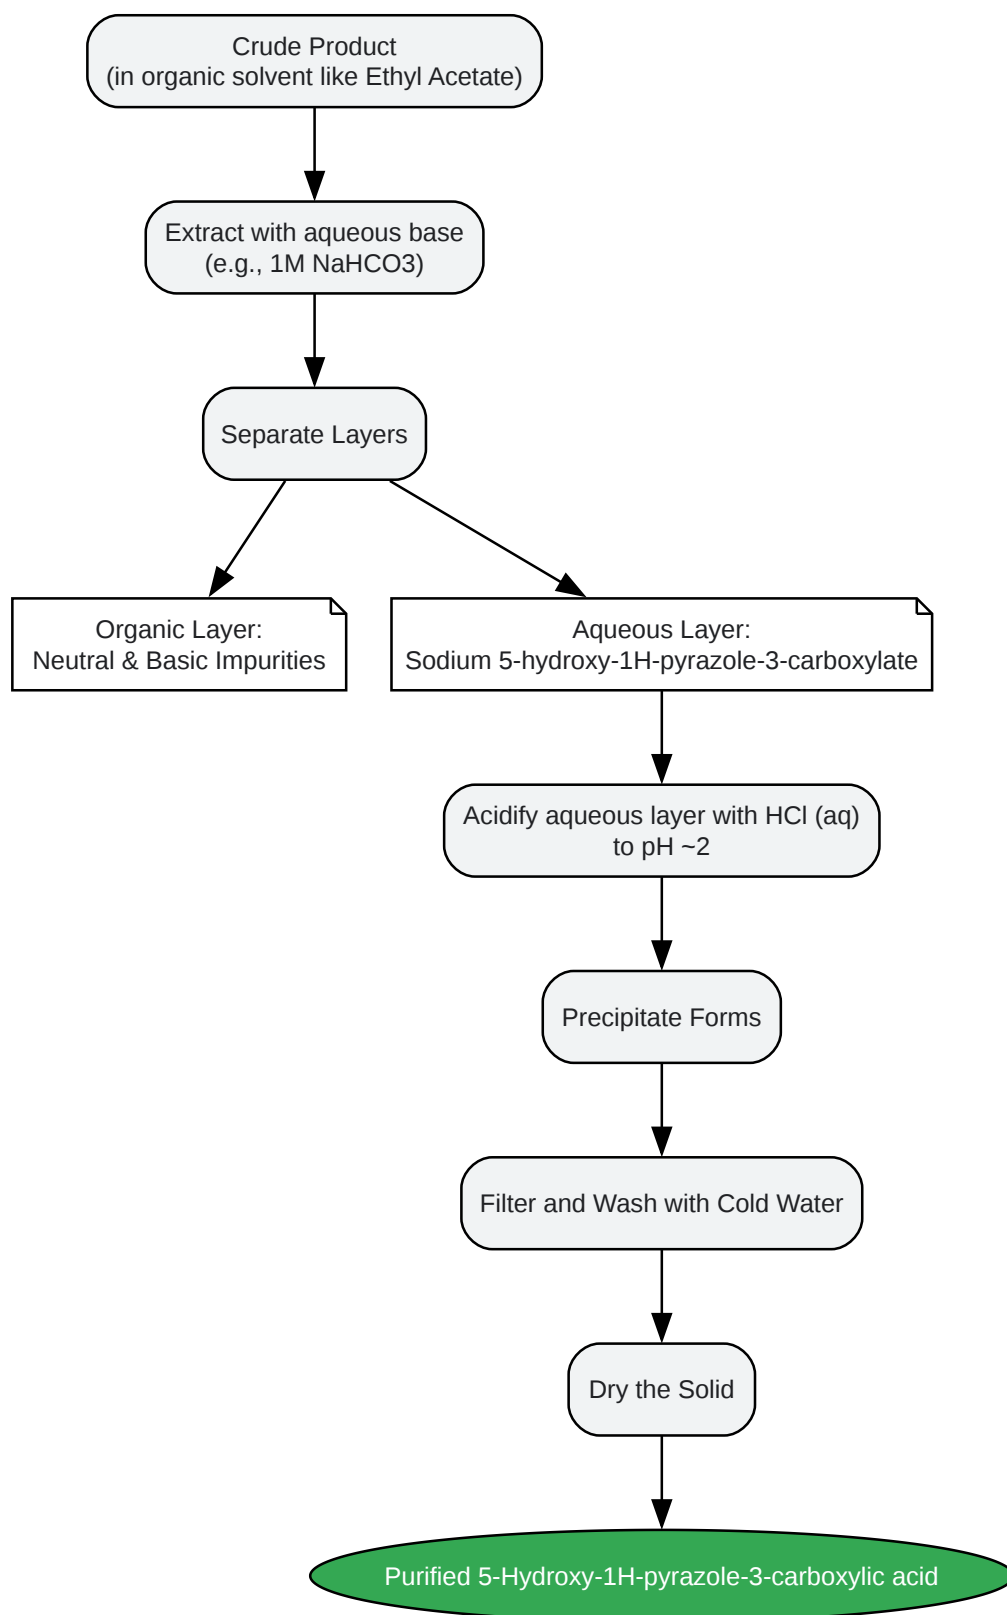 Crude Product
(in organic solvent like Ethyl Acetate)
Extract with aqueous base
(e.g., 1M NaHCO3)
Separate Layers
Organic Layer:
Neutral & Basic Impurities
Aqueous Layer:
Sodium 5-hydroxy-1H-pyrazole-3-carboxylate
Acidify aqueous layer with HCl (aq)
to pH ~2
Precipitate Forms
Filter and Wash with Cold Water
Dry the Solid
Purified 5-Hydroxy-1H-pyrazole-3-carboxylic acid